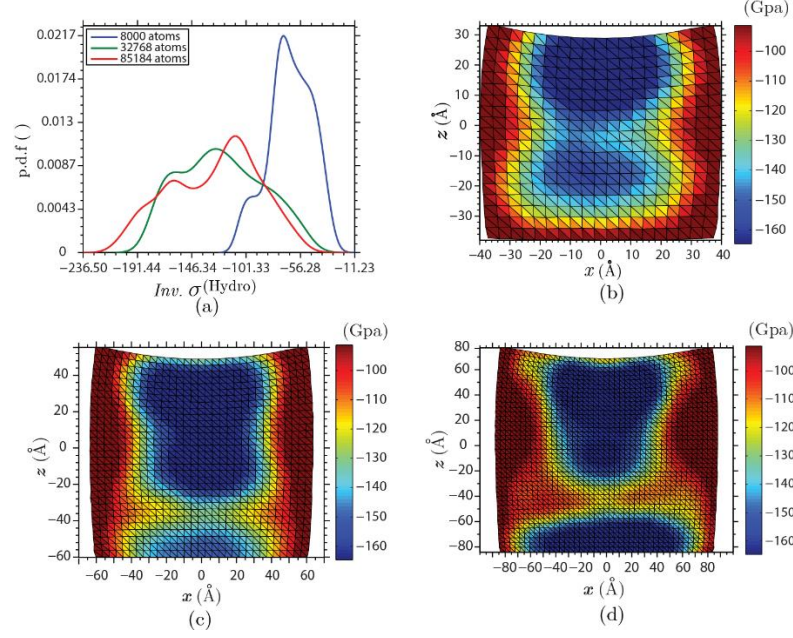 (a)
8000 atoms
32768 atoms
85184 atoms
0.0217
0.0174
0.013
0.0087
0.0043
0
p.d.f ( )
−236.50 −191.44 −146.34 −101.33 −56.28 −11.23
Inv. σ(Hydro)
(a)
(Gpa)
30
20
10
0
−10
−20
−30
z (Å)
−40 −30 −20 −10 0 10 20 30 40
x (Å)
−100
−110
−120
−130
−140
−150
−160
(b)
(Gpa)
40
20
0
−20
−40
−60
z (Å)
−60 −40 −20 0 20 40 60
x (Å)
−100
−110
−120
−130
−140
−150
−160
(c)
(Gpa)
80
60
40
20
0
−20
−40
−60
−80
z (Å)
−80 −60 −40 −20 0 20 40 60 80
x (Å)
−100
−110
−120
−130
−140
−150
−160
(d)